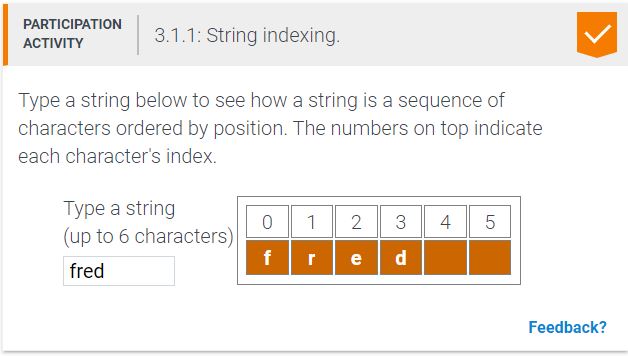 PARTICIPATION
ACTIVITY
3.1.1: String indexing.
Type a string below to see how a string is a sequence of
characters ordered by position. The numbers on top indicate
each character's index.
Type a string
(up to 6 characters)
fred
0 1 2 3 4 5
f r e d
Feedback?